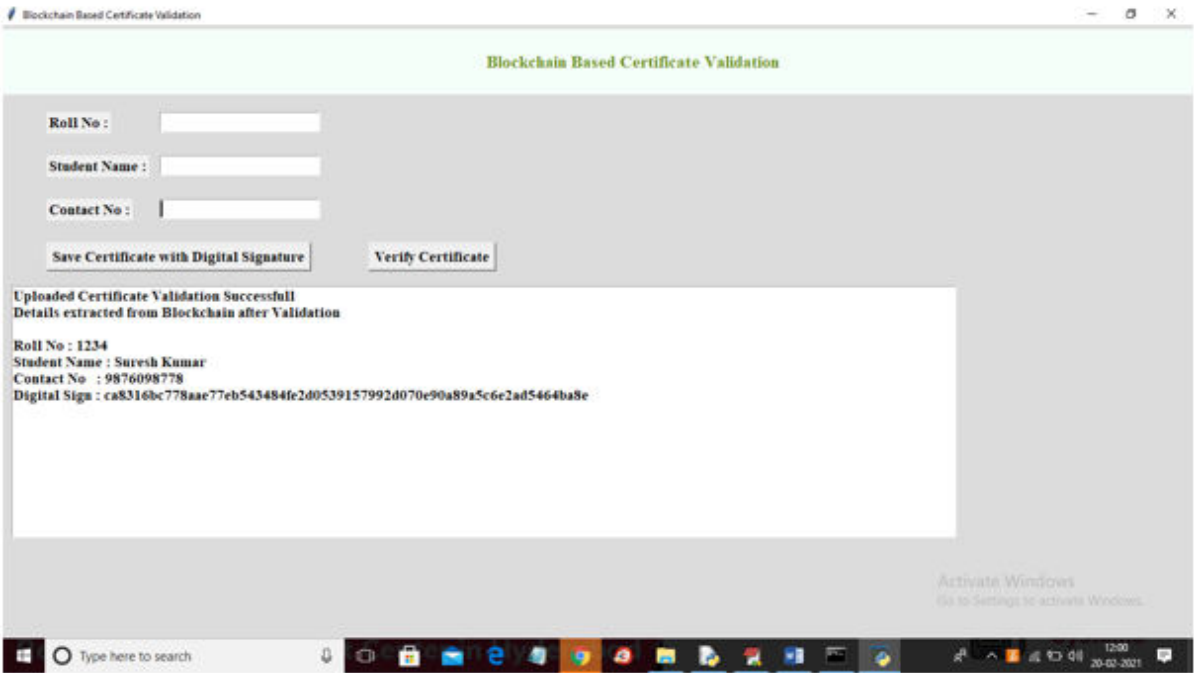 Blockchain Based Certificate Validation
Blockchain Based Certificate Validation
Roll No :
Student Name :
Contact No :
Save Certificate with Digital Signature
Verify Certificate
Uploaded Certificate Validation Successfull
Details extracted from Blockchain after Validation
Roll No : 1234
Student Name : Suresh Kumar
Contact No : 9876098778
Digital Sign : ca8316bc778aae77eb543484fe2d0539157992d070e90a89a5c6e2ad5464ba8e
Activate Windows
Go to Settings to activate Windows.
Type here to search
12:00
20-02-2021